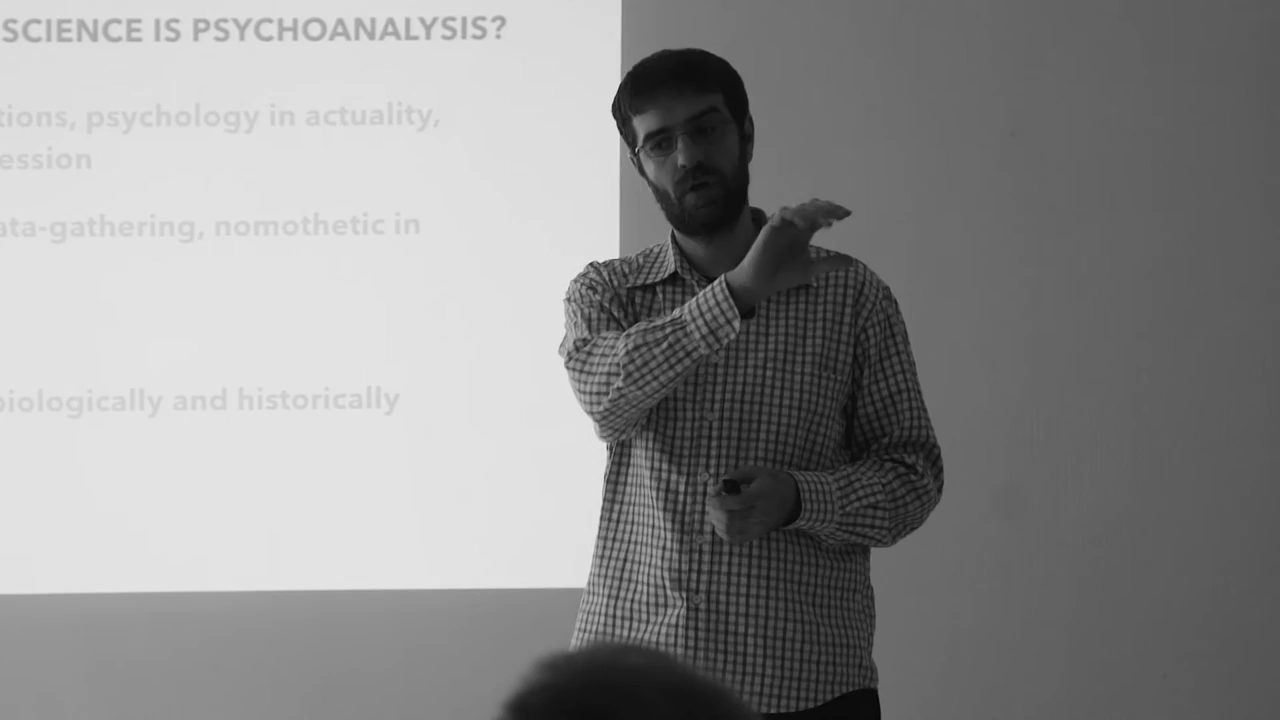 SCIENCE IS PSYCHOANALYSIS?
tions, psychology in actuality,
ession
ata-gathering, nomothetic in
biologically and historically